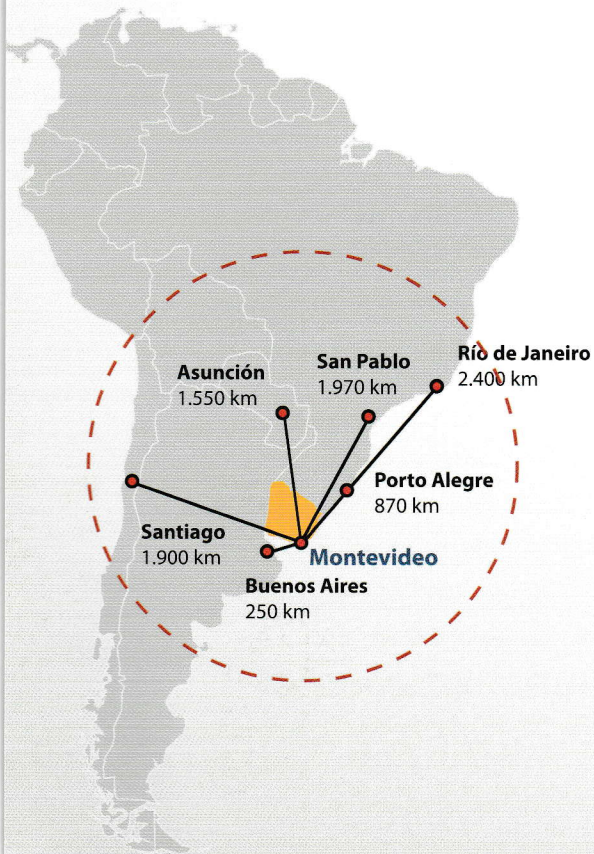 Río de Janeiro
2.400 km
San Pablo
1.970 km
Asunción
1.550 km
Porto Alegre
870 km
Santiago
1.900 km
Montevideo
Buenos Aires
250 km